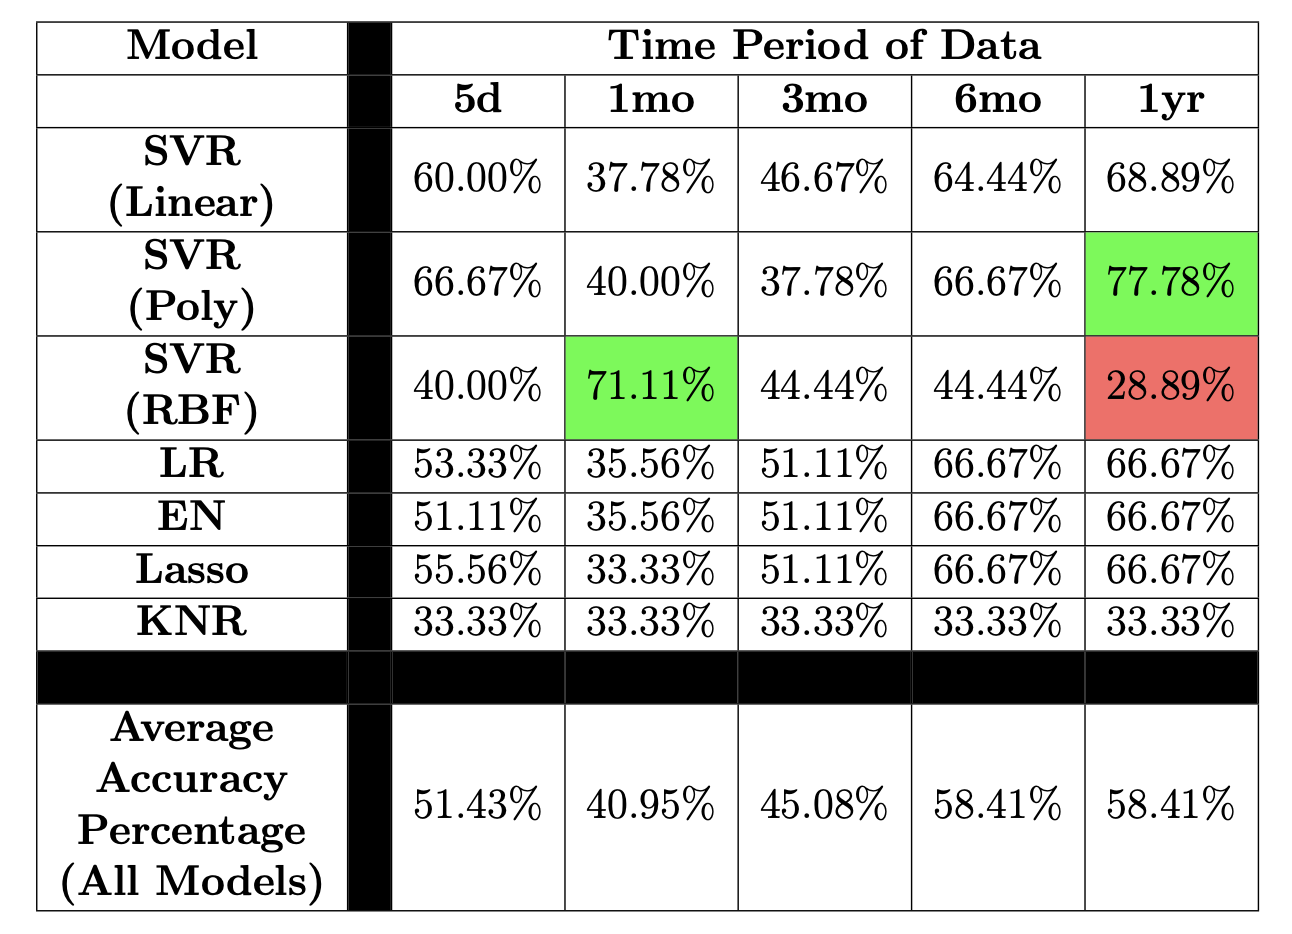 Model Time Period of Data
5d 1mo 3mo 6mo 1yr
SVR
(Linear) 60.00% 37.78% 46.67% 64.44% 68.89%
SVR
(Poly) 66.67% 40.00% 37.78% 66.67% 77.78%
SVR
(RBF) 40.00% 71.11% 44.44% 44.44% 28.89%
LR 53.33% 35.56% 51.11% 66.67% 66.67%
EN 51.11% 35.56% 51.11% 66.67% 66.67%
Lasso 55.56% 33.33% 51.11% 66.67% 66.67%
KNR 33.33% 33.33% 33.33% 33.33% 33.33%
Average
Accuracy
Percentage
(All Models) 51.43% 40.95% 45.08% 58.41% 58.41%